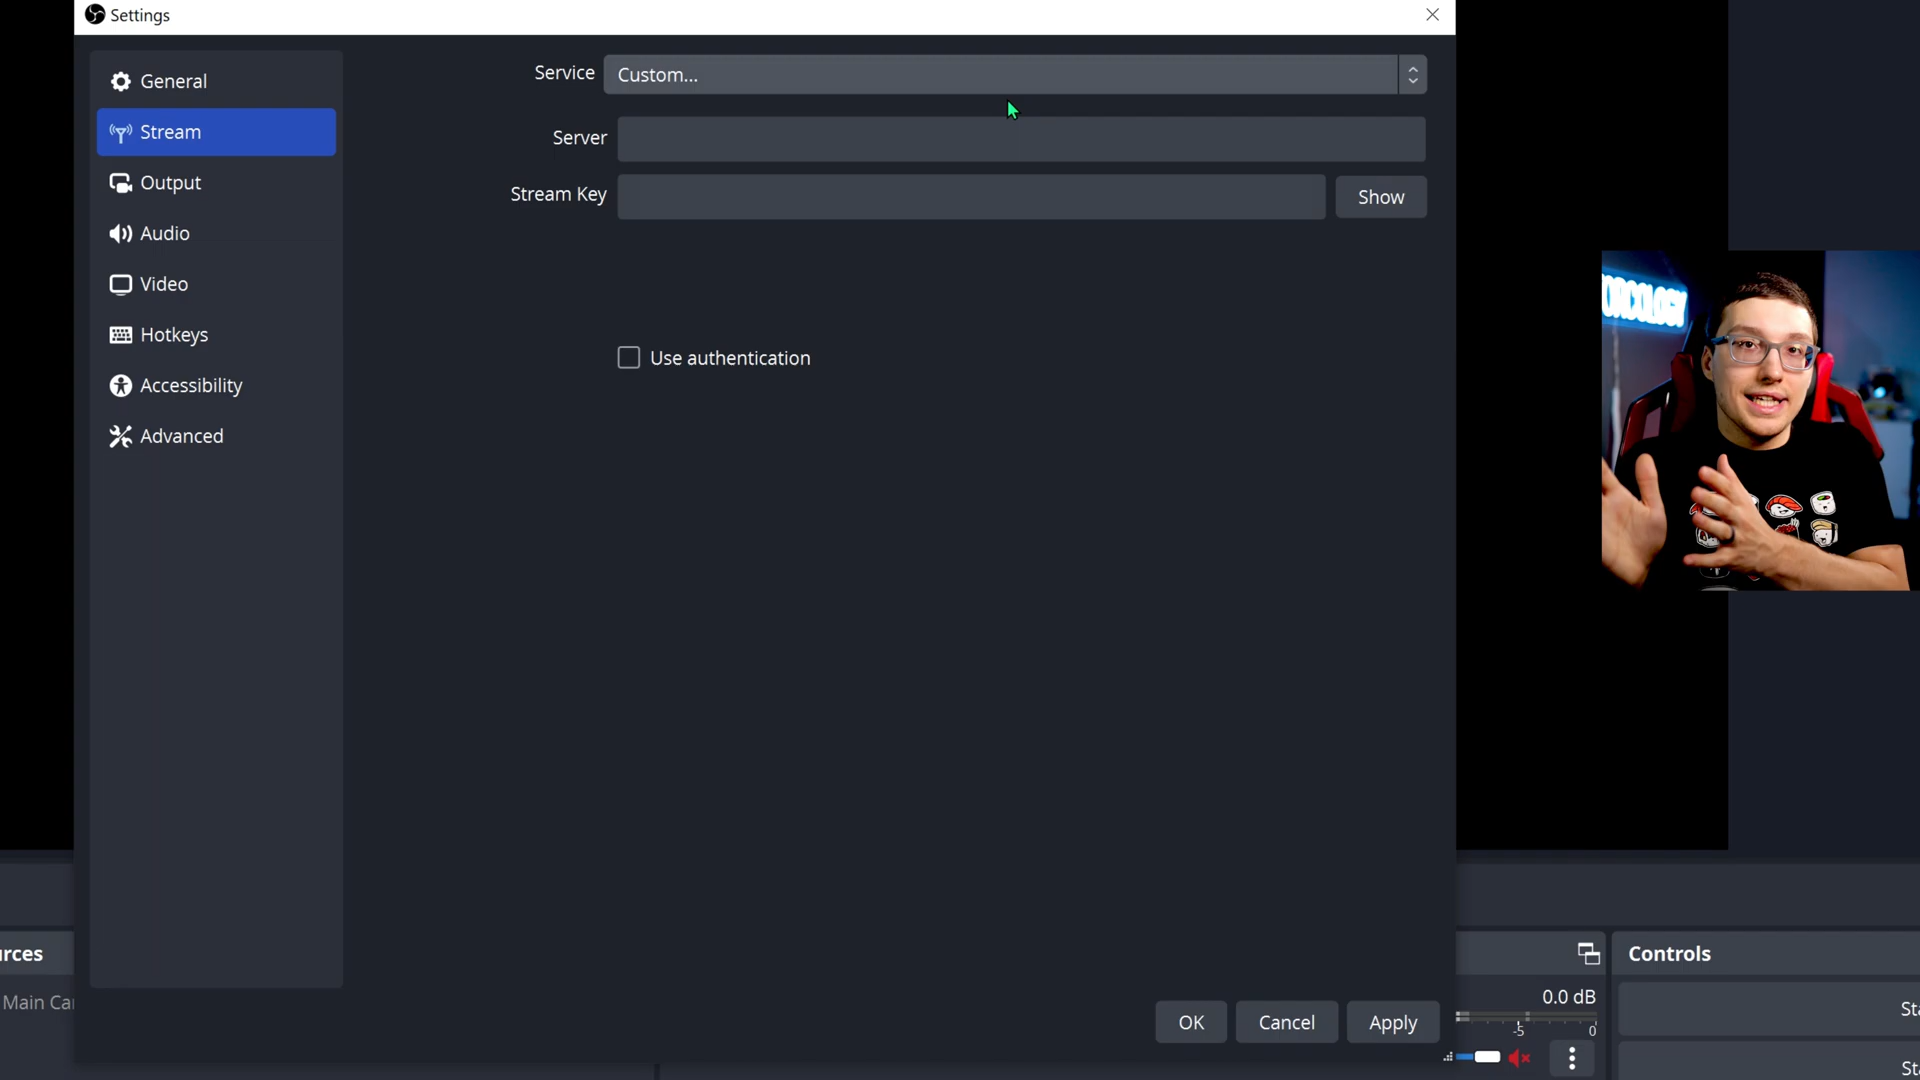 Settings
General
Stream
Output
Audio
Video
Hotkeys
Accessibility
Advanced
Service
Custom...
Server
Stream Key
Show
Use authentication
OK
Cancel
Apply
Controls
0.0 dB
-5
0